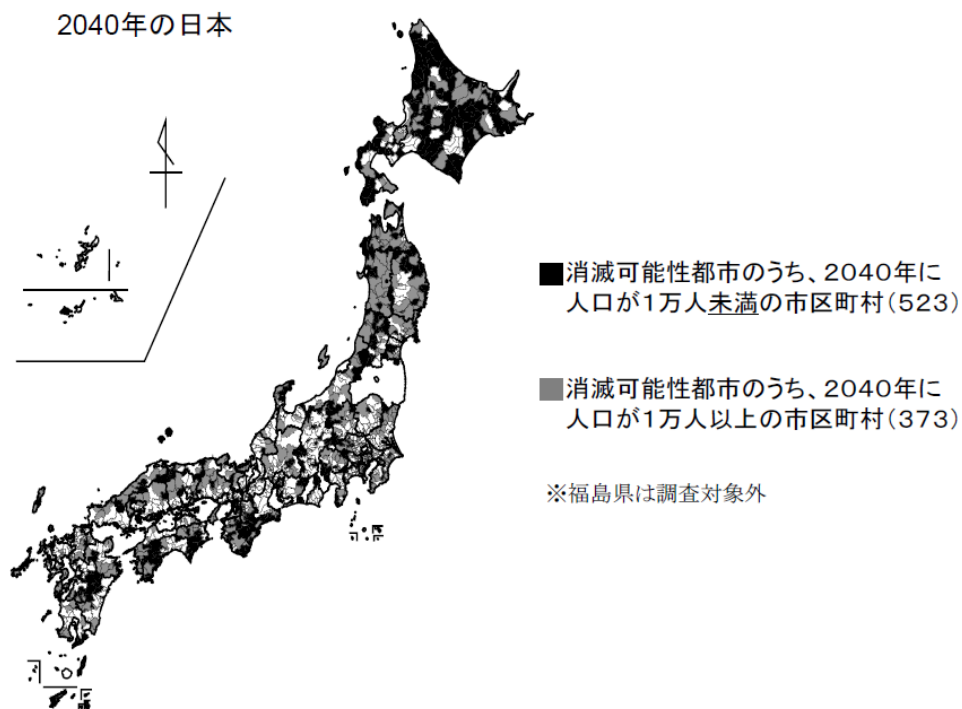 2040年の日本
■消滅可能性都市のうち、2040年に
人口が1万人未満の市区町村(523)
■消滅可能性都市のうち、2040年に
人口が1万人以上の市区町村(373)
※福島県は調査対象外